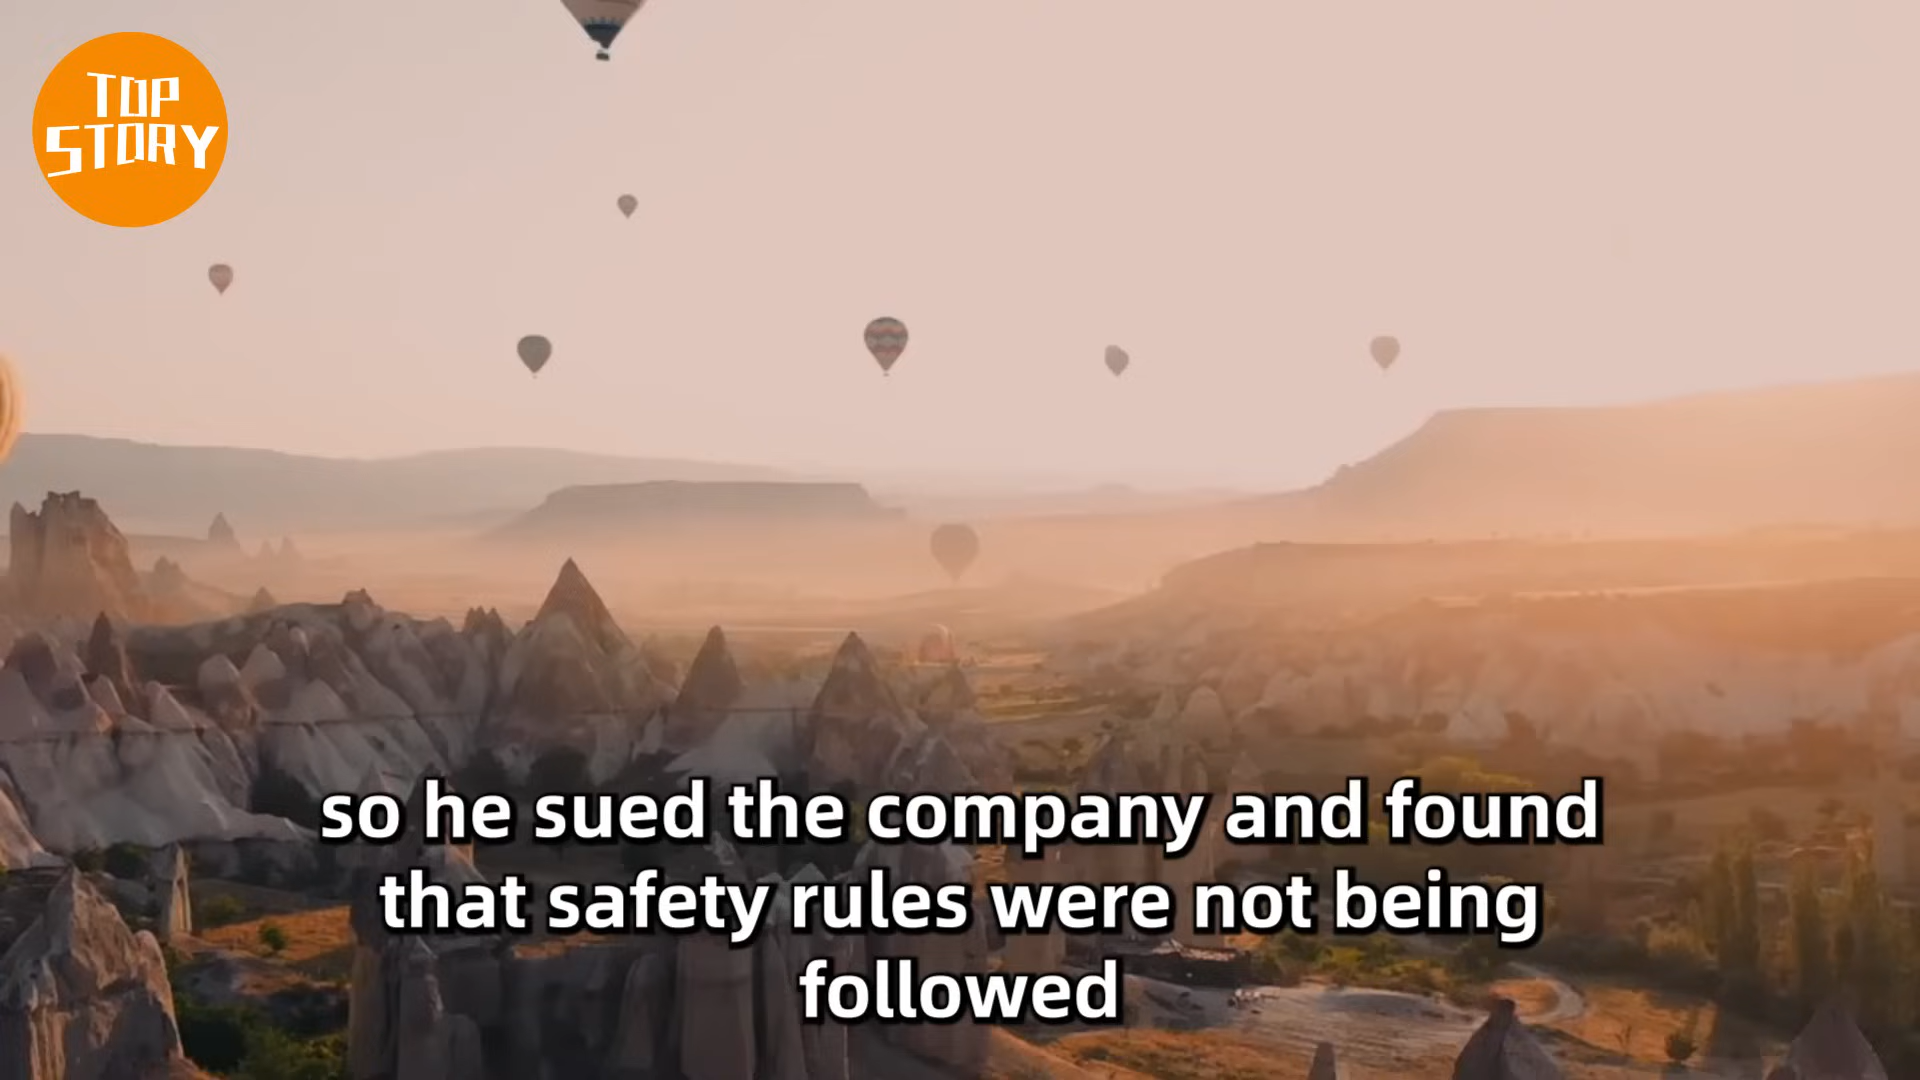 TOP
STORY
so he sued the company and found
that safety rules were not being
followed